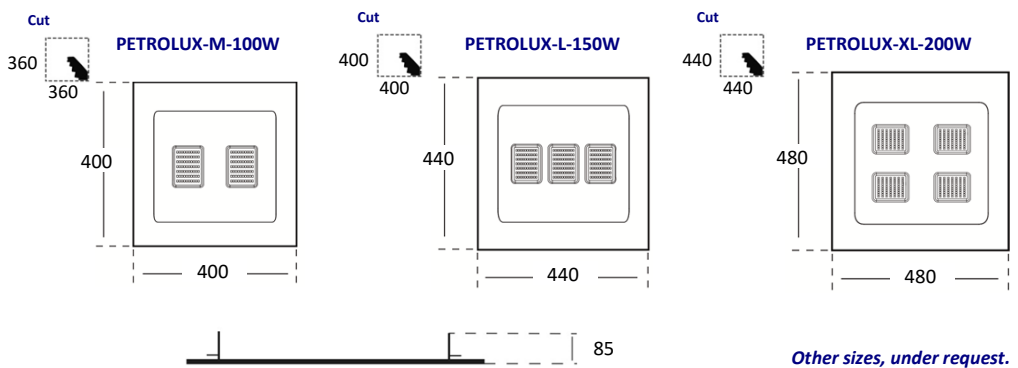 Cut
PETROLUX-M-100W
360
360
400
400
Cut
PETROLUX-L-150W
400
400
440
440
Cut
PETROLUX-XL-200W
440
440
480
480
85
Other sizes, under request.